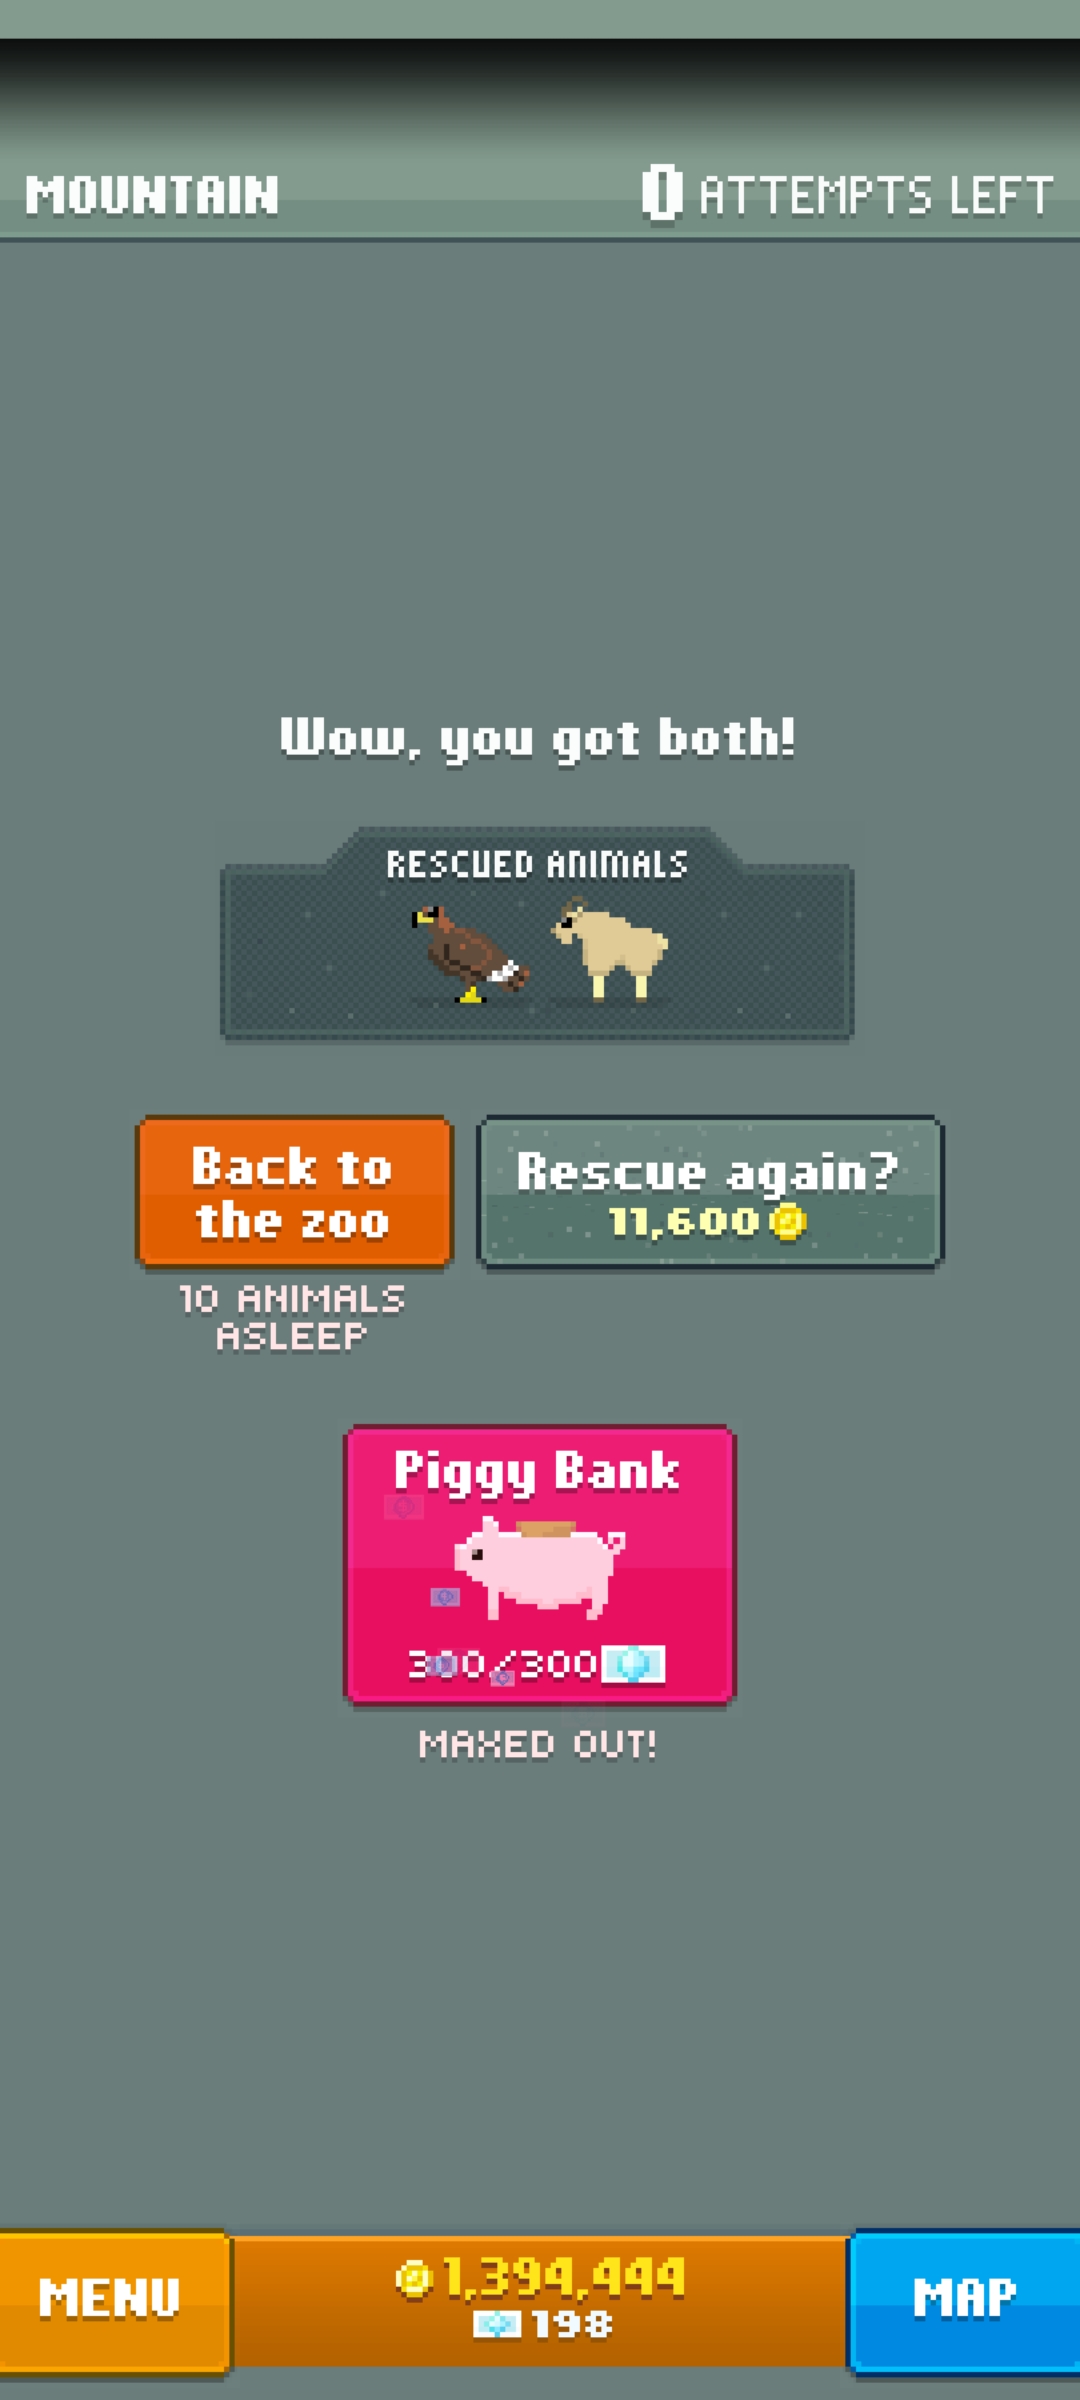 MOUNTAIN
0 ATTEMPTS LEFT
Wow, you got both!
RESCUED ANIMALS
Back to
the zoo
Rescue again?
11,600
10 ANIMALS
ASLEEP
Piggy Bank
300/300
MAXED OUT!
MENU
1,394,444
198
MAP